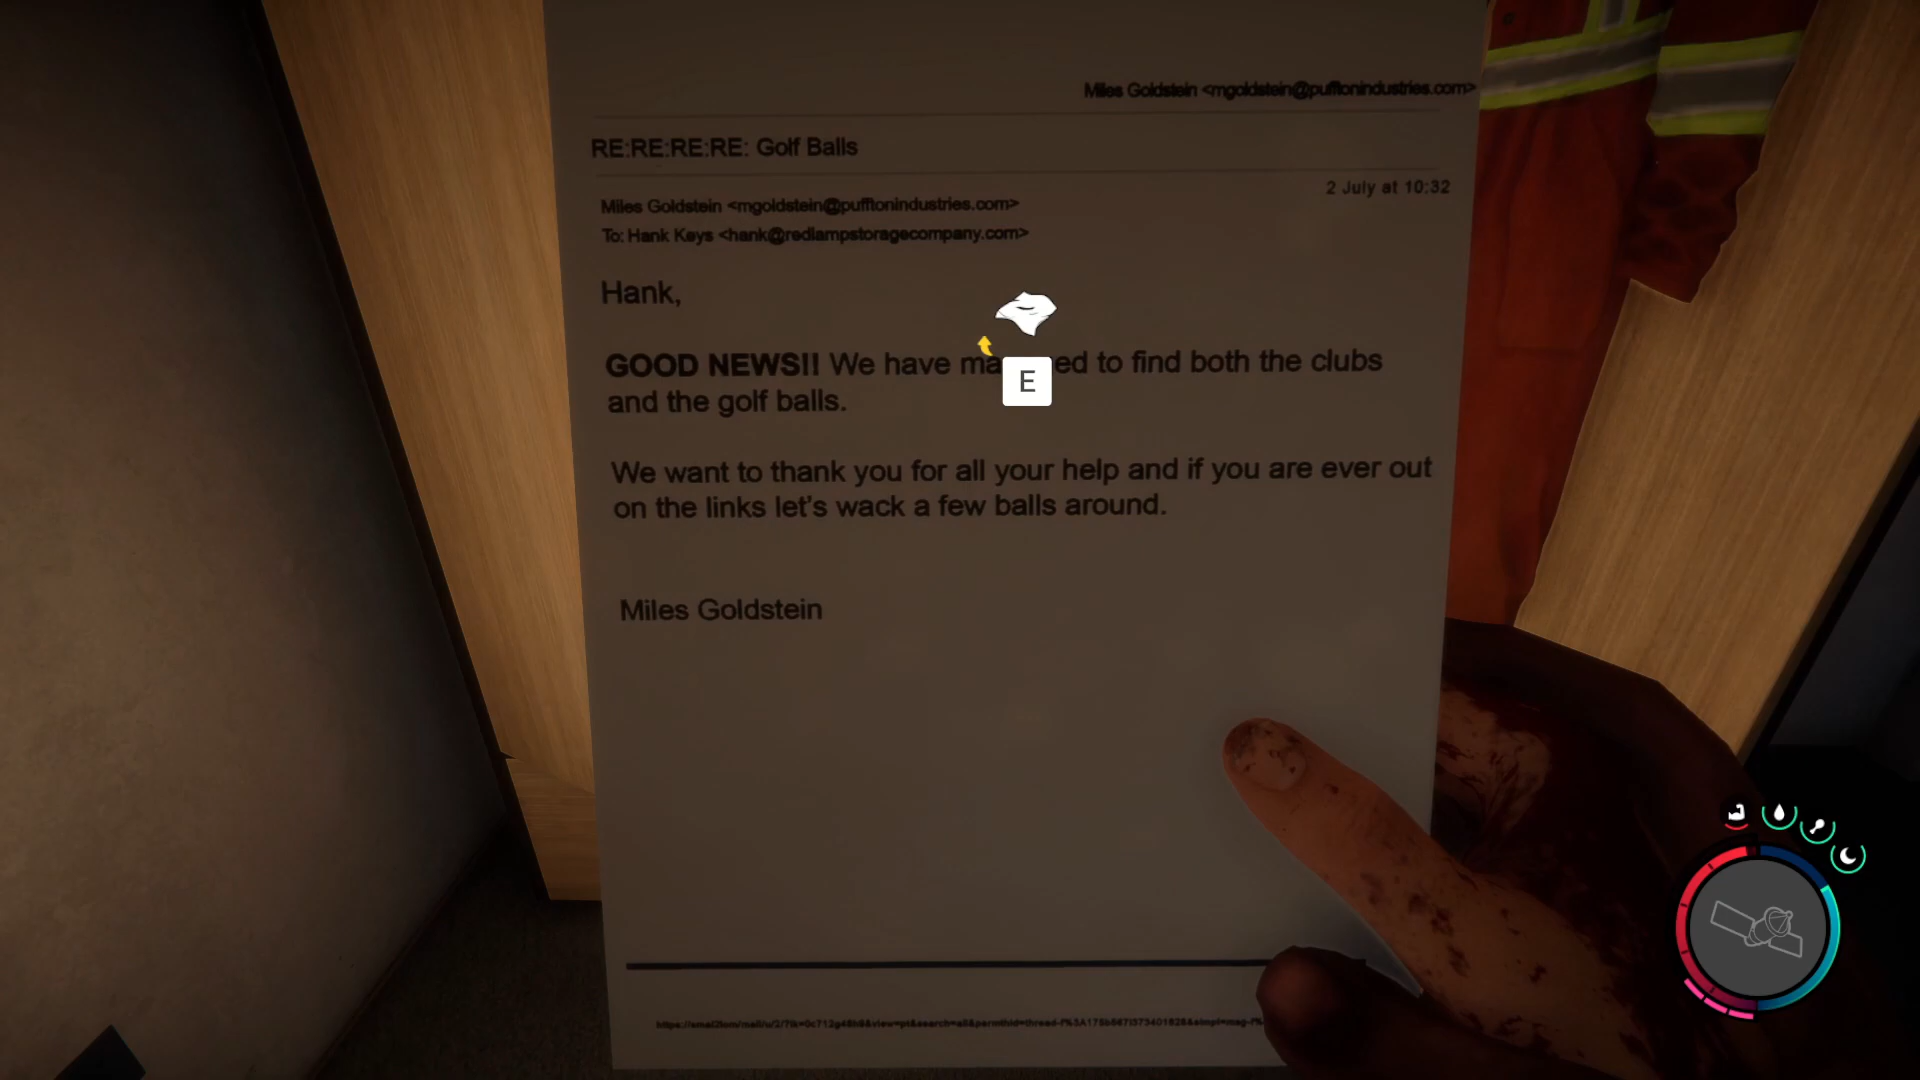 Miles Goldstein <mgoldstein@pufftonindustries.com>
RE:RE:RE:RE: Golf Balls
2 July at 10:32
Miles Goldstein <mgoldstein@pufftonindustries.com>
To: Hank Keys <hank@redlampstoragecompany.com>
Hank,
GOOD NEWS!! We have ma ed to find both the clubs
E
and the golf balls.
We want to thank you for all your help and if you are ever out
on the links let's wack a few balls around.
Miles Goldstein